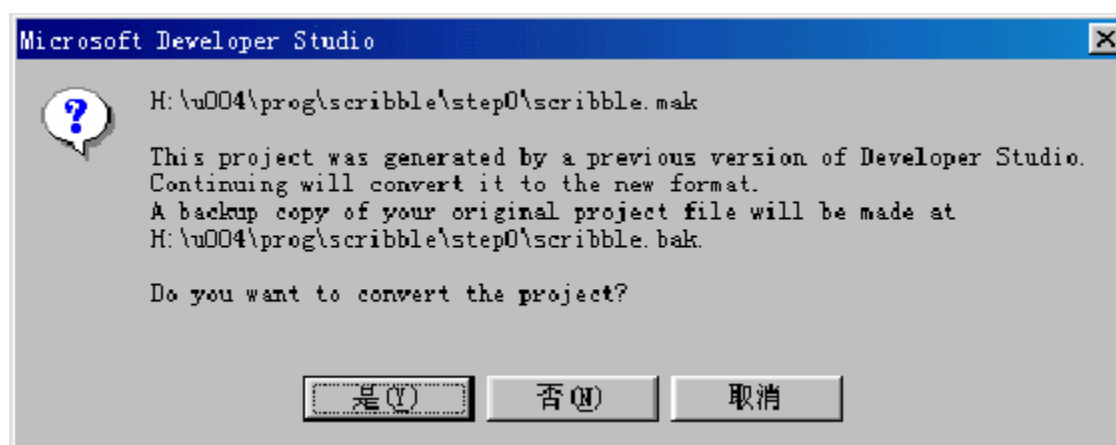 Microsoft Developer Studio
H:\u004\prog\scribble\step0\scribble.mak
This project was generated by a previous version of Developer Studio.
Continuing will convert it to the new format.
A backup copy of your original project file will be made at
H:\u004\prog\scribble\step0\scribble.bak.
Do you want to convert the project?
是(Y) 否(N) 取消